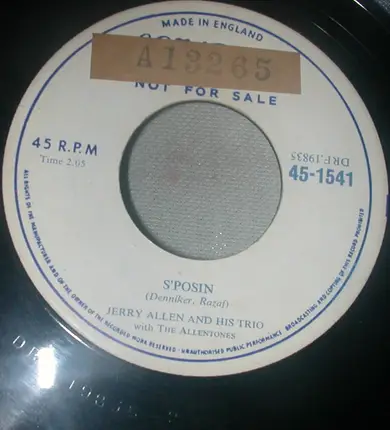 MADE IN ENGLAND
A13265
NOT FOR SALE
45 R.P.M
Time 2.05
DRF.19835
45-1541
S'POSIN
(Denniker, Razaf)
JERRY ALLEN AND HIS TRIO
with THE ALLENTONES
ALL RIGHTS OF THE MANUFACTURER AND OF THE OWNER OF THE RECORDED WORK RESERVED · UNAUTHORISED PUBLIC PERFORMANCE · BROADCASTING AND COPYING OF THIS RECORD PROHIBITED